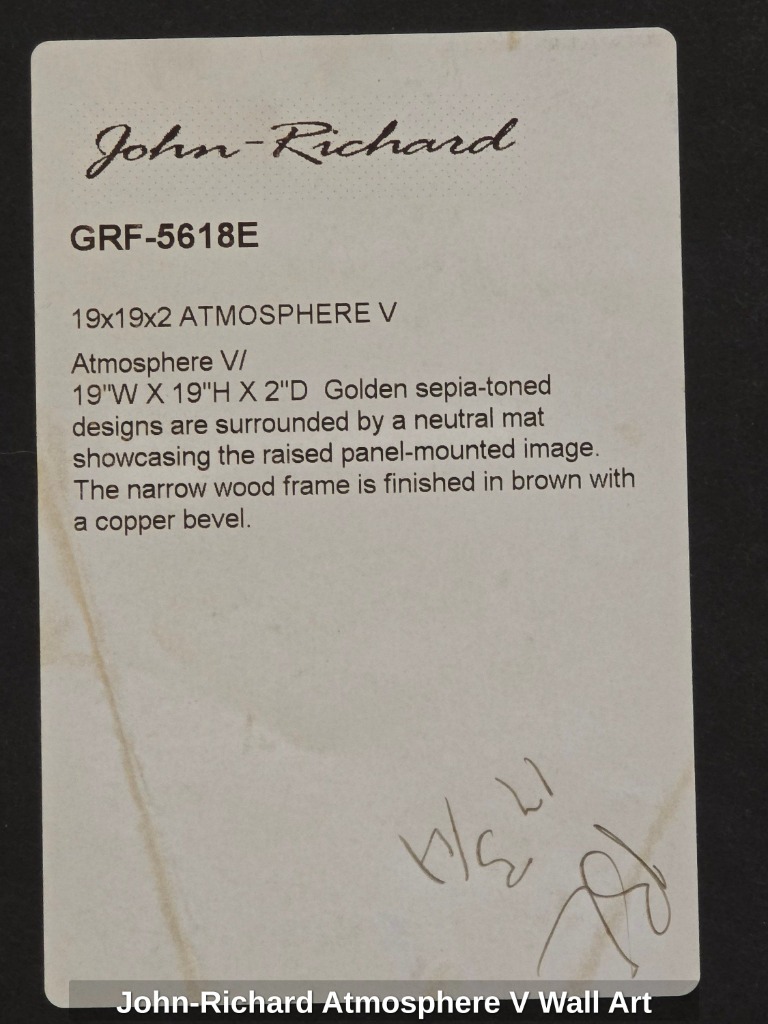 John-Richard
GRF-5618E
19x19x2 ATMOSPHERE V
Atmosphere V/
19"W X 19"H X 2"D  Golden sepia-toned
designs are surrounded by a neutral mat
showcasing the raised panel-mounted image.
The narrow wood frame is finished in brown with
a copper bevel.
John-Richard Atmosphere V Wall Art